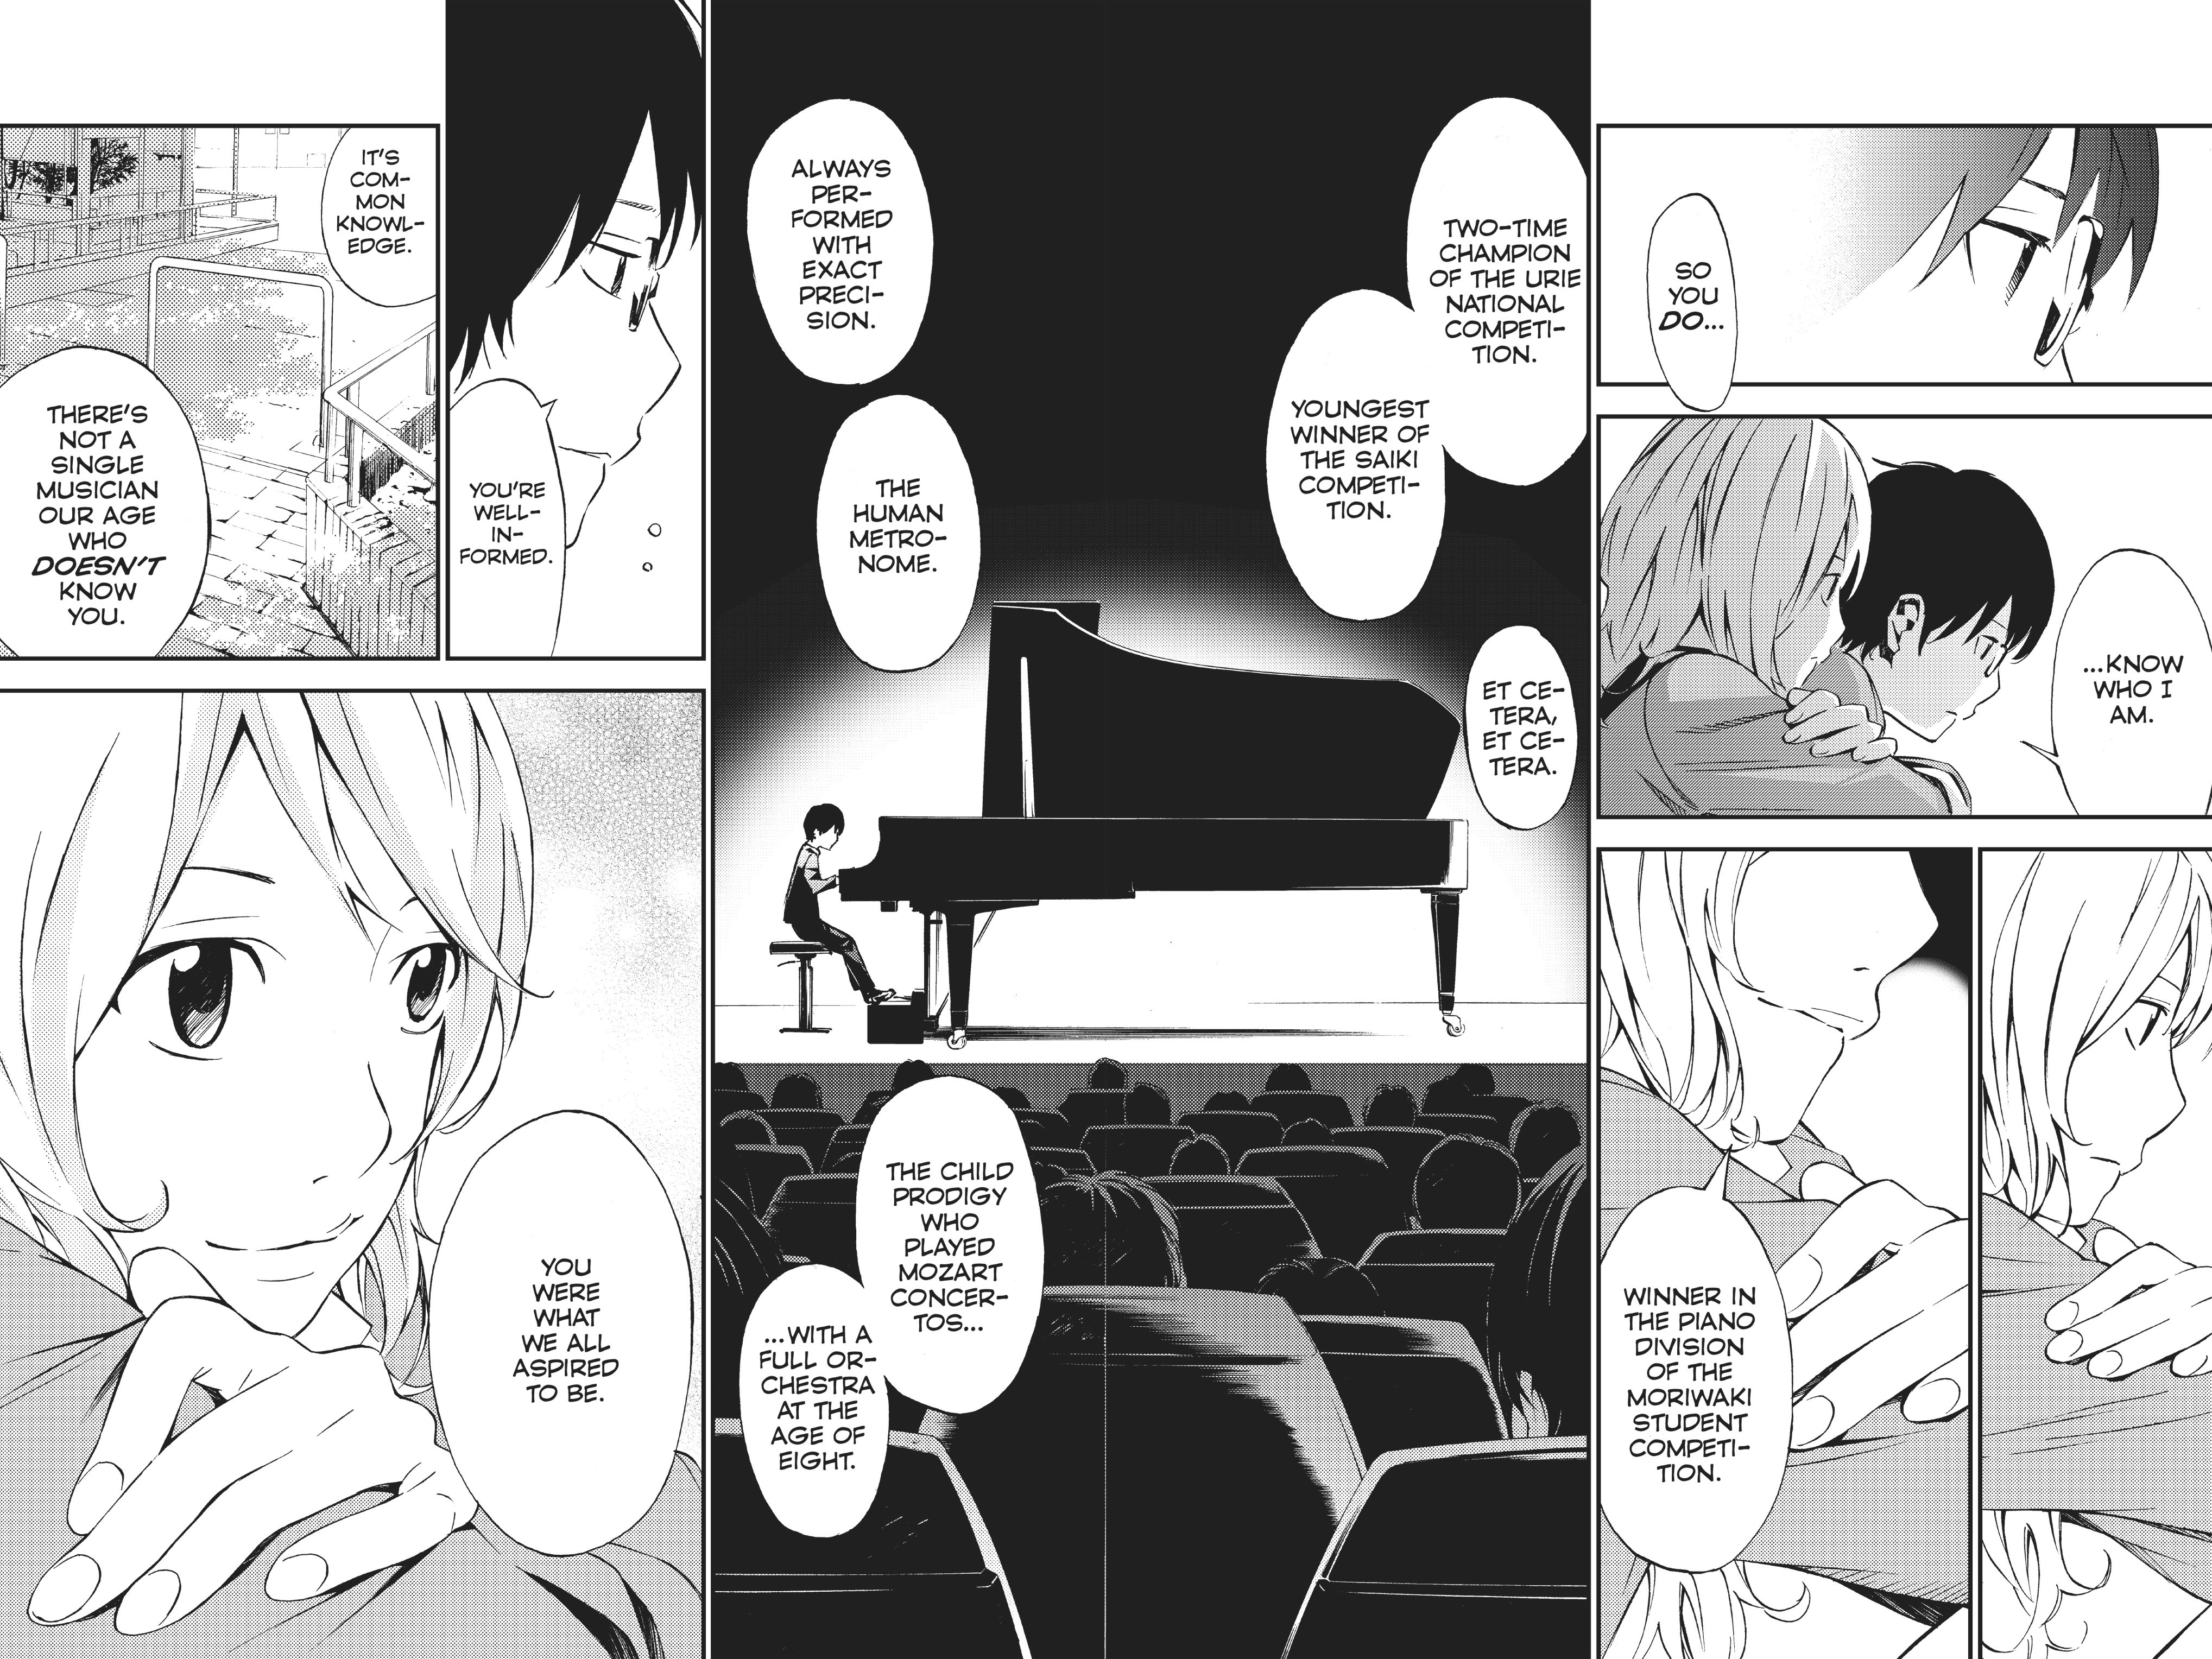 SO
YOU
DO...
...KNOW
WHO I
AM.
WINNER IN
THE PIANO
DIVISION
OF THE
MORIWAKI
STUDENT
COMPETI-
TION.
TWO-TIME
CHAMPION
OF THE URIE
NATIONAL
COMPETI-
TION.
YOUNGEST
WINNER OF
THE SAIKI
COMPETI-
TION.
ET CE-
TERA,
ET CE-
TERA.
ALWAYS
PER-
FORMED
WITH
EXACT
PRECI-
SION.
THE
HUMAN
METRO-
NOME.
THE CHILD
PRODIGY
WHO
PLAYED
MOZART
CONCER-
TOS...
...WITH A
FULL OR-
CHESTRA
AT THE
AGE OF
EIGHT.
YOU'RE
WELL-
IN-
FORMED.
IT'S
COM-
MON
KNOWL-
EDGE.
THERE'S
NOT A
SINGLE
MUSICIAN
OUR AGE
WHO
DOESN'T
KNOW
YOU.
YOU
WERE
WHAT
WE ALL
ASPIRED
TO BE.